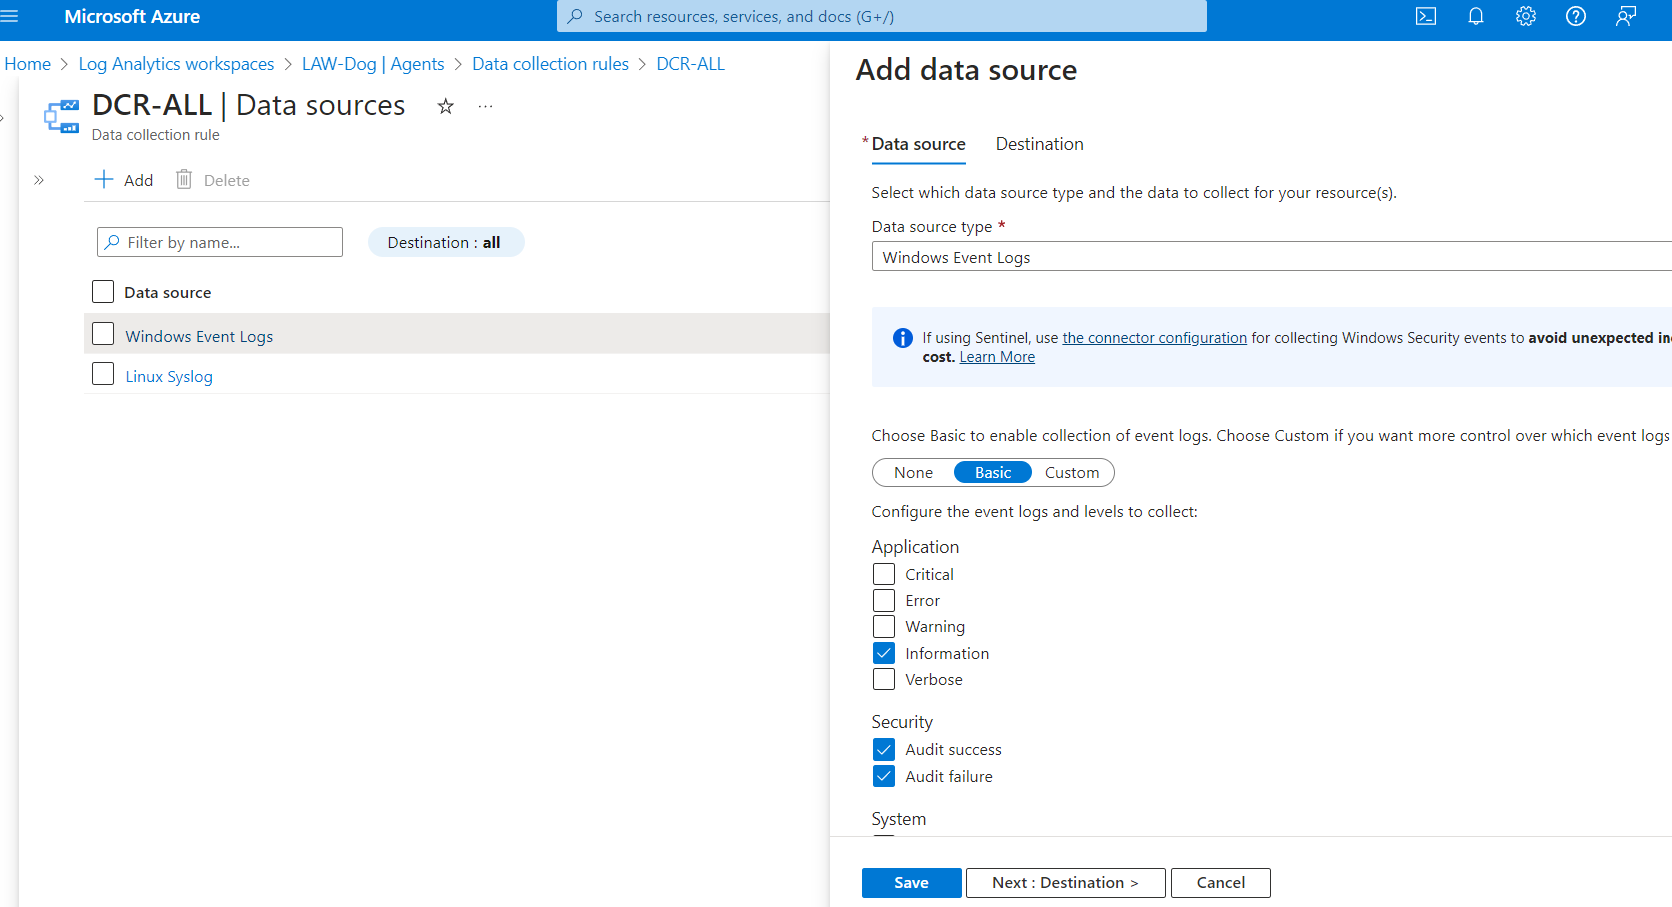 Microsoft Azure
Search resources, services, and docs (G+/)
Home > Log Analytics workspaces > LAW-Dog | Agents > Data collection rules > DCR-ALL
DCR-ALL | Data sources
Data collection rule
Add Delete
Filter by name...
Destination : all
Data source
Windows Event Logs
Linux Syslog
Add data source
* Data source Destination
Select which data source type and the data to collect for your resource(s).
Data source type *
Windows Event Logs
If using Sentinel, use the connector configuration for collecting Windows Security events to avoid unexpected
cost. Learn More
Choose Basic to enable collection of event logs. Choose Custom if you want more control over which event logs
None Basic Custom
Configure the event logs and levels to collect:
Application
Critical
Error
Warning
Information
Verbose
Security
Audit success
Audit failure
System
Save Next : Destination > Cancel